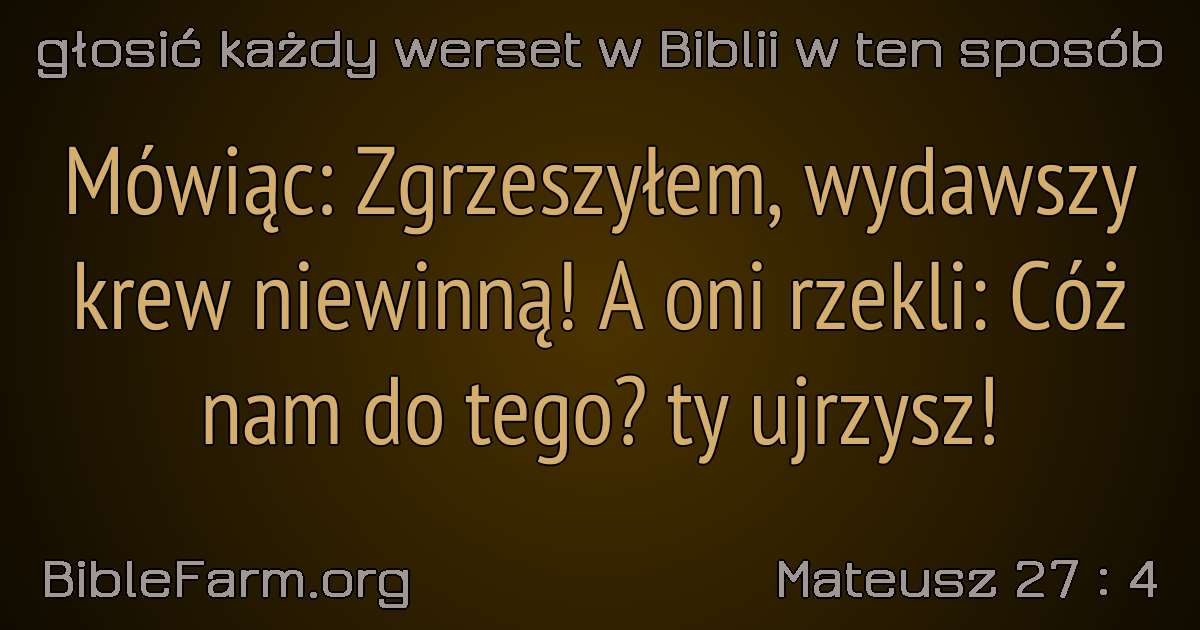 głosić każdy werset w Biblii w ten sposób
Mówiąc: Zgrzeszyłem, wydawszy
krew niewinną! A oni rzekli: Cóż
nam do tego? ty ujrzysz!
BibleFarm.org
Mateusz 27 : 4